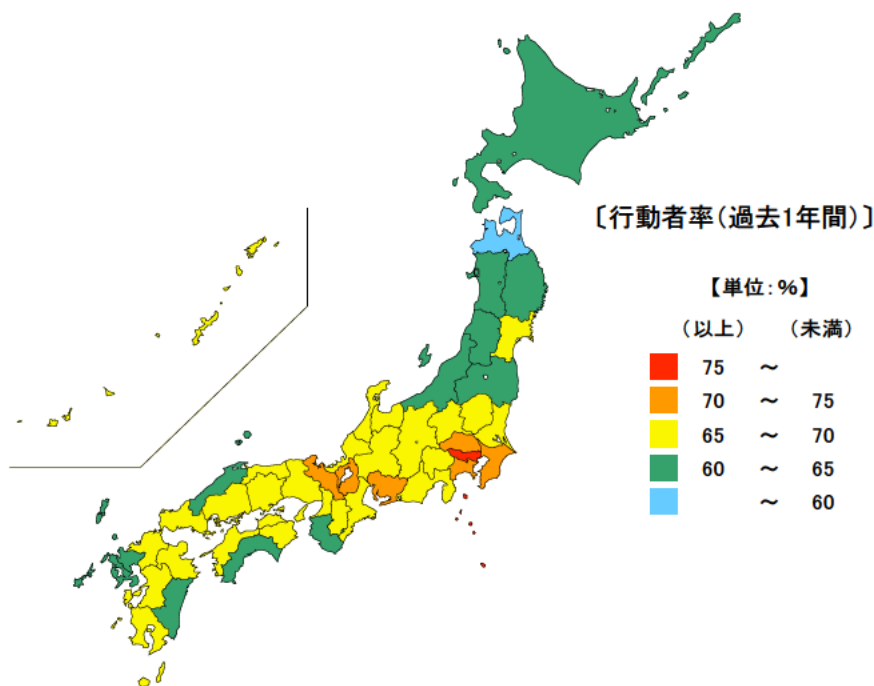 〔行動者率(過去1年間)〕
【単位:%】
(以上) (未満)
75 ~
70 ~ 75
65 ~ 70
60 ~ 65
~ 60